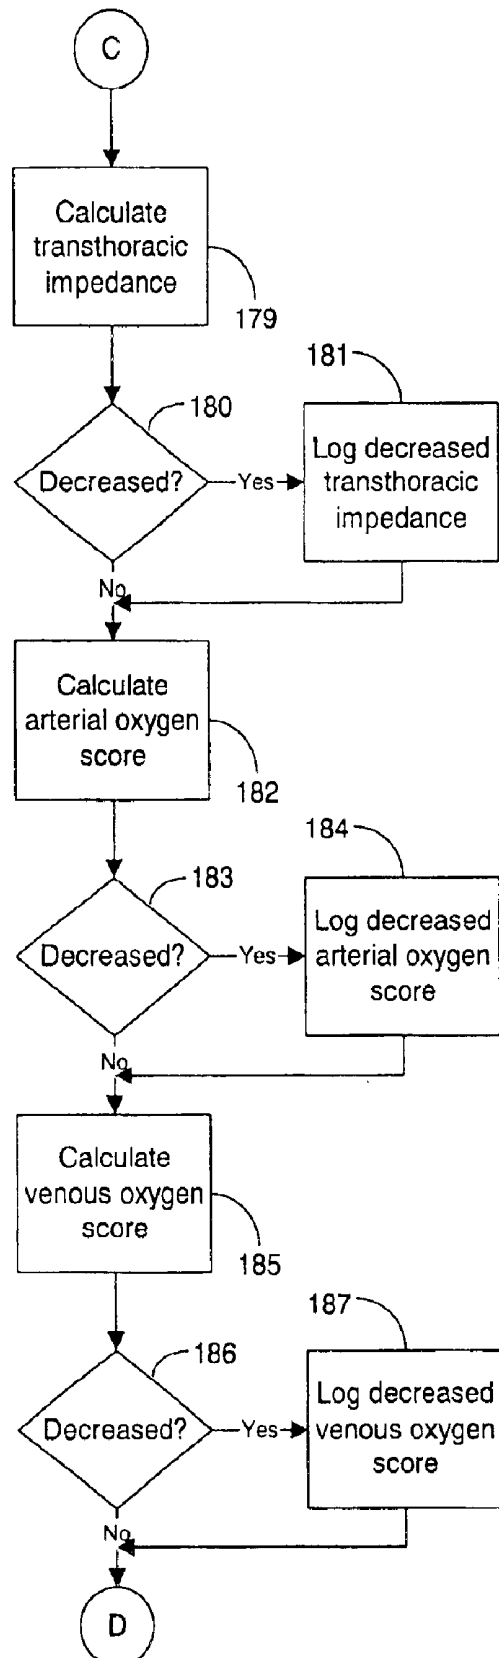 C
Calculate
transthoracic
impedance
179
180
181
Decreased?
Yes
Log decreased
transthoracic
impedance
No
Calculate
arterial oxygen
score
182
183
184
Decreased?
Yes
Log decreased
arterial oxygen
score
No
Calculate
venous oxygen
score
185
186
187
Decreased?
Yes
Log decreased
venous oxygen
score
No
D